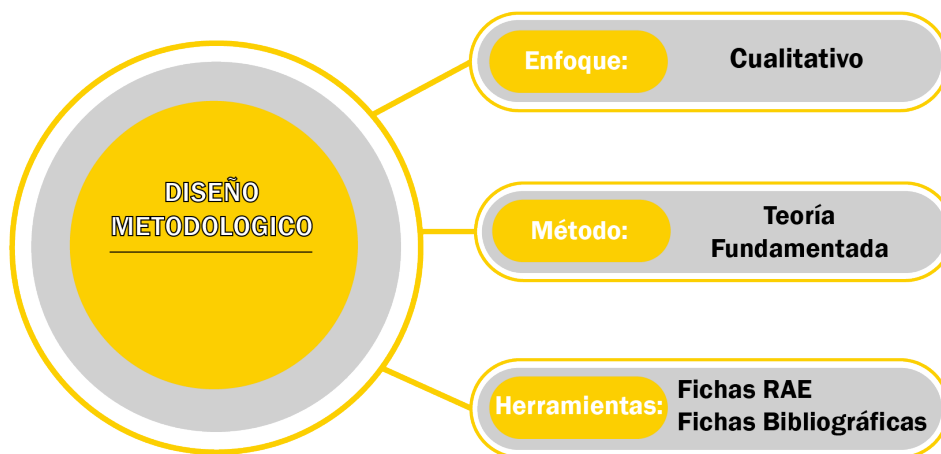 DISEÑO
METODOLOGICO
Enfoque: Cualitativo
Método: Teoría
Fundamentada
Herramientas: Fichas RAE
Fichas Bibliográficas